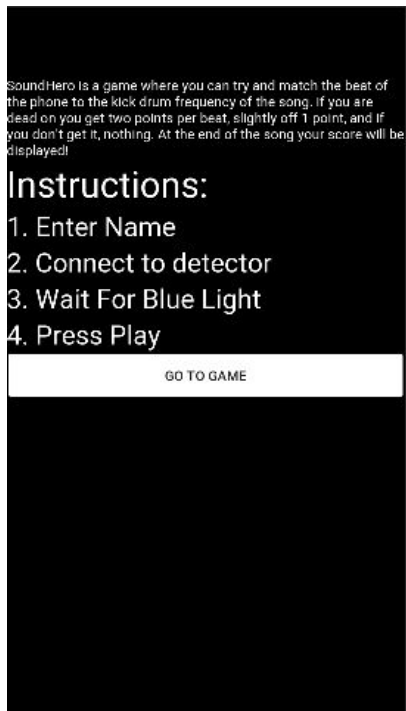 SoundHero is a game where you can try and match the beat of
the phone to the kick drum frequency of the song. If you are
dead on you get two points per beat, slightly off 1 point, and if
you don't get it, nothing. At the end of the song your score will be
displayed!
Instructions:
1. Enter Name
2. Connect to detector
3. Wait For Blue Light
4. Press Play
GO TO GAME